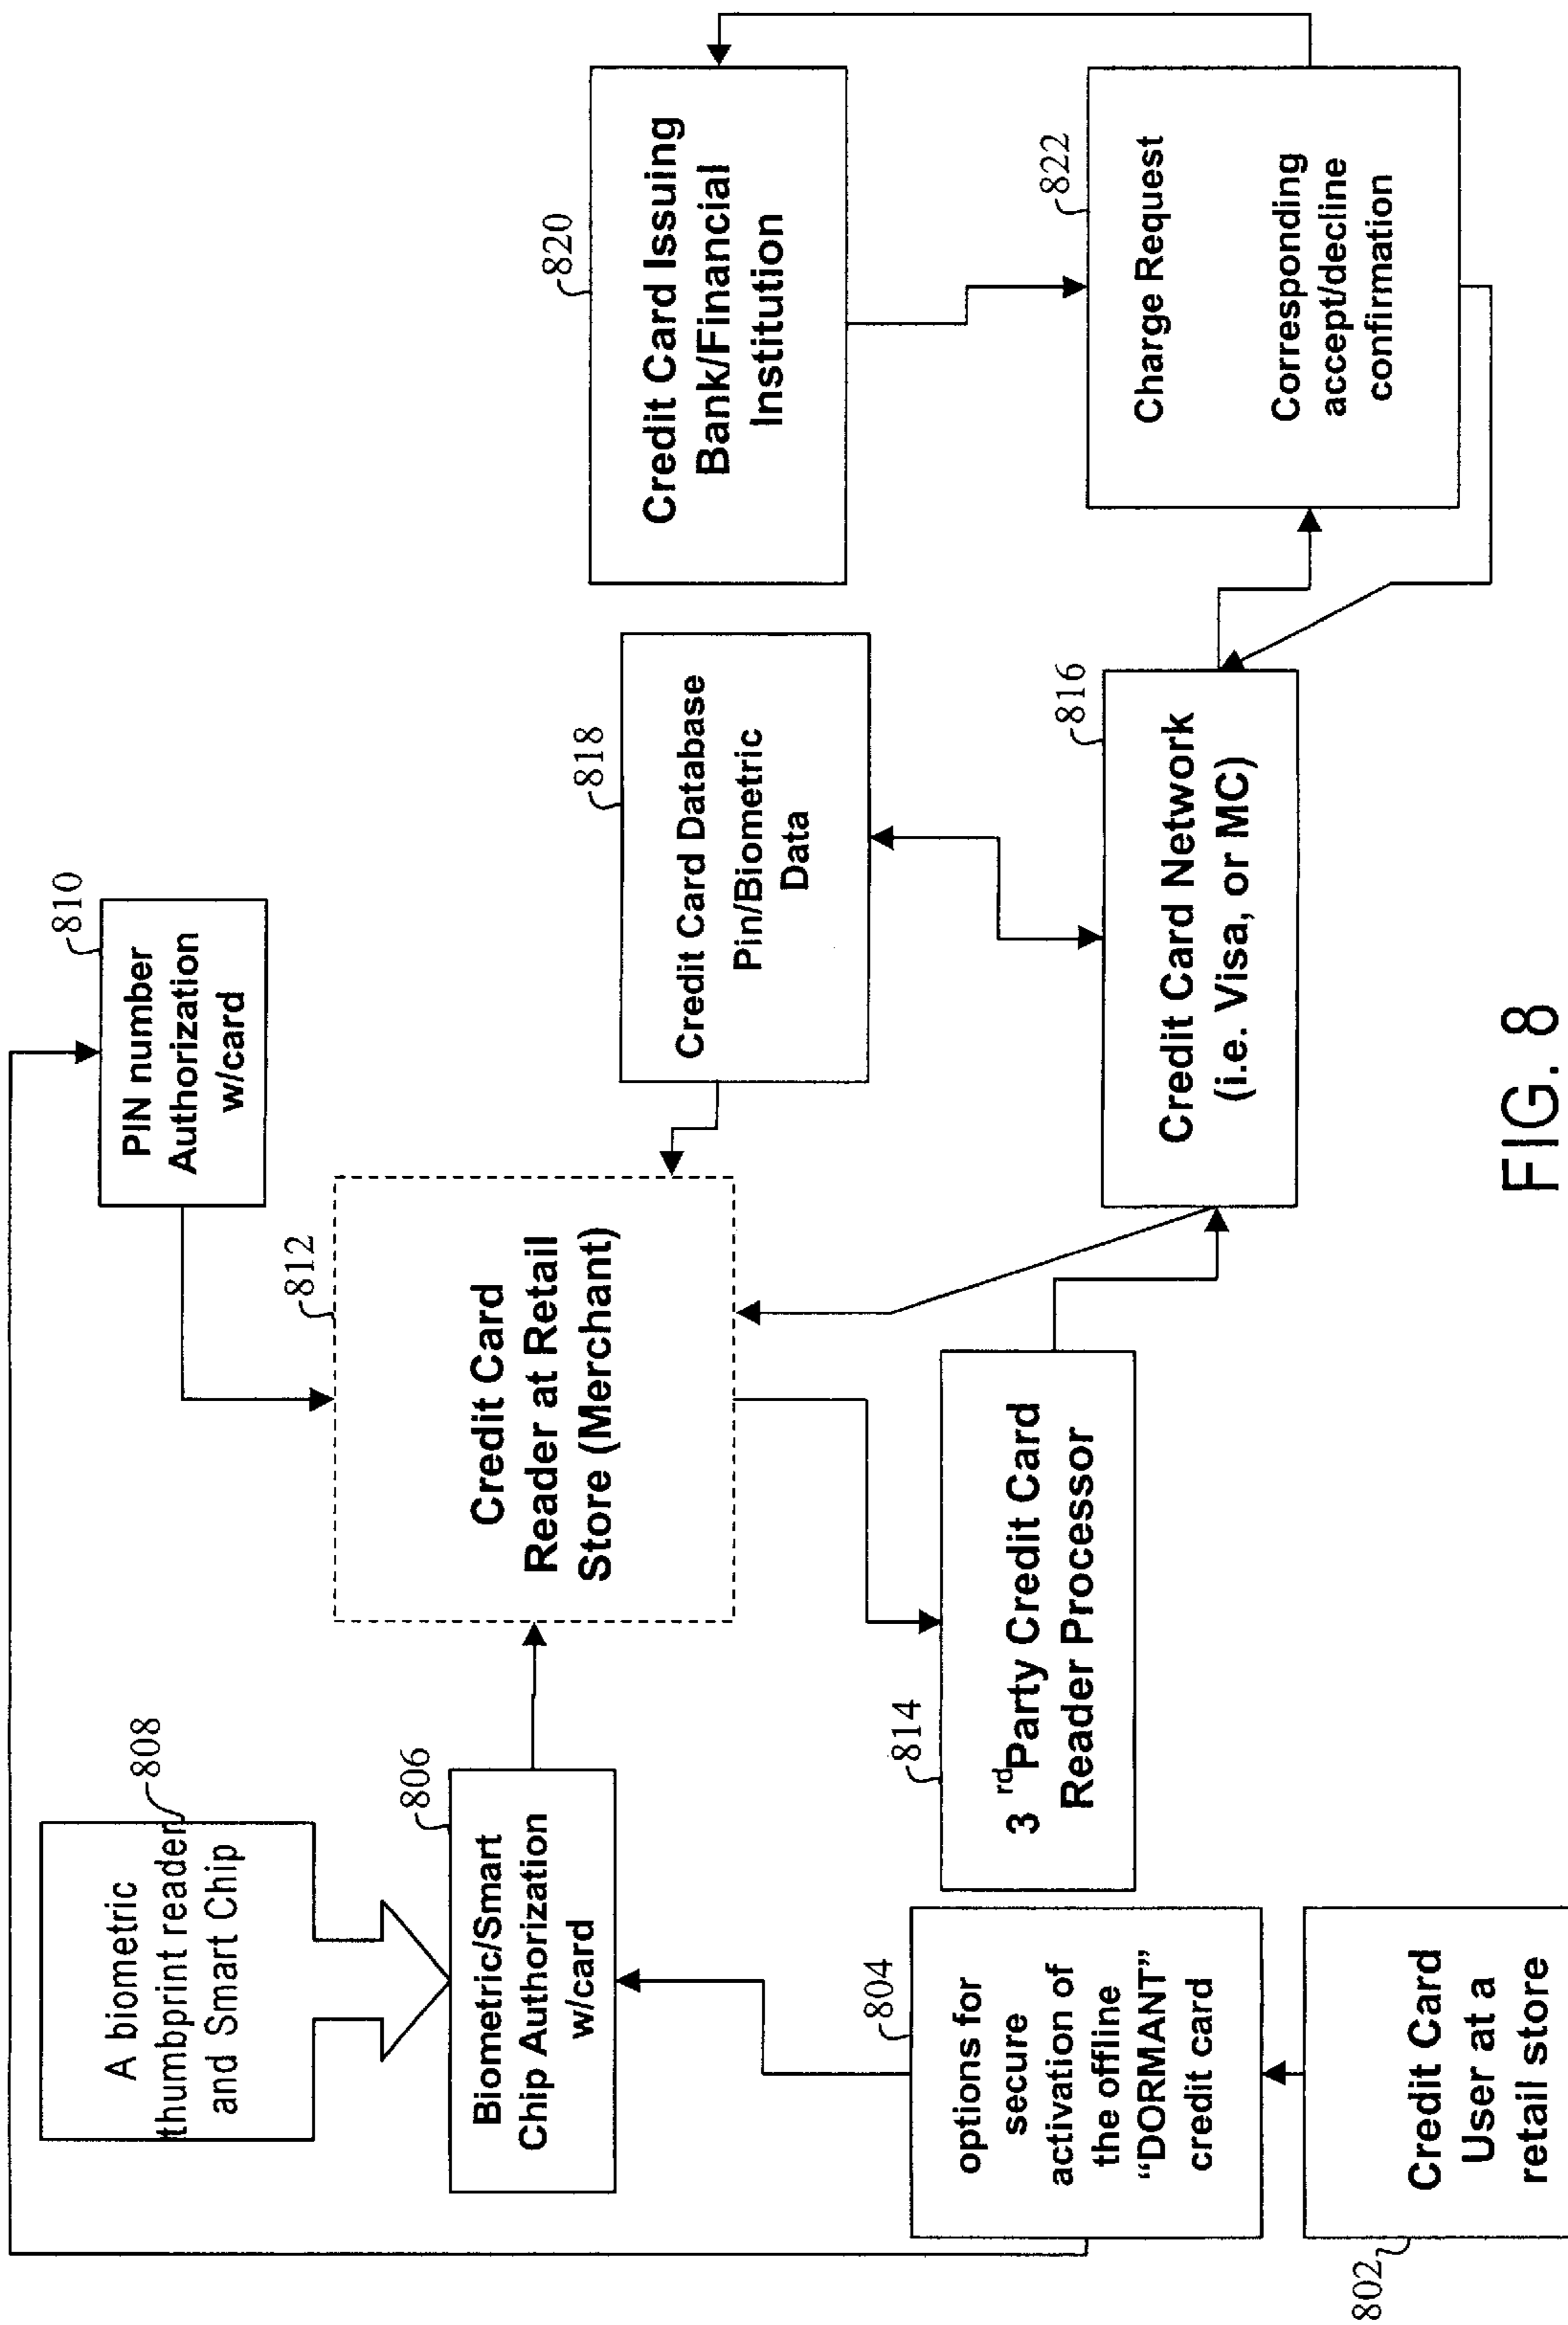 A biometric
thumbprint reader
and Smart Chip
808
Biometric/Smart
Chip Authorization
w/card
806
options for
secure
activation of
the offline
“DORMANT”
credit card
804
Credit Card
User at a
retail store
802
PIN number
Authorization
w/card
810
Credit Card
Reader at Retail
Store (Merchant)
812
3 rd Party Credit Card
Reader Processor
814
Credit Card Database
Pin/Biometric
Data
818
Credit Card Network
(i.e. Visa, or MC)
816
Credit Card Issuing
Bank/Financial
Institution
820
Charge Request
Corresponding
accept/decline
confirmation
822
FIG. 8